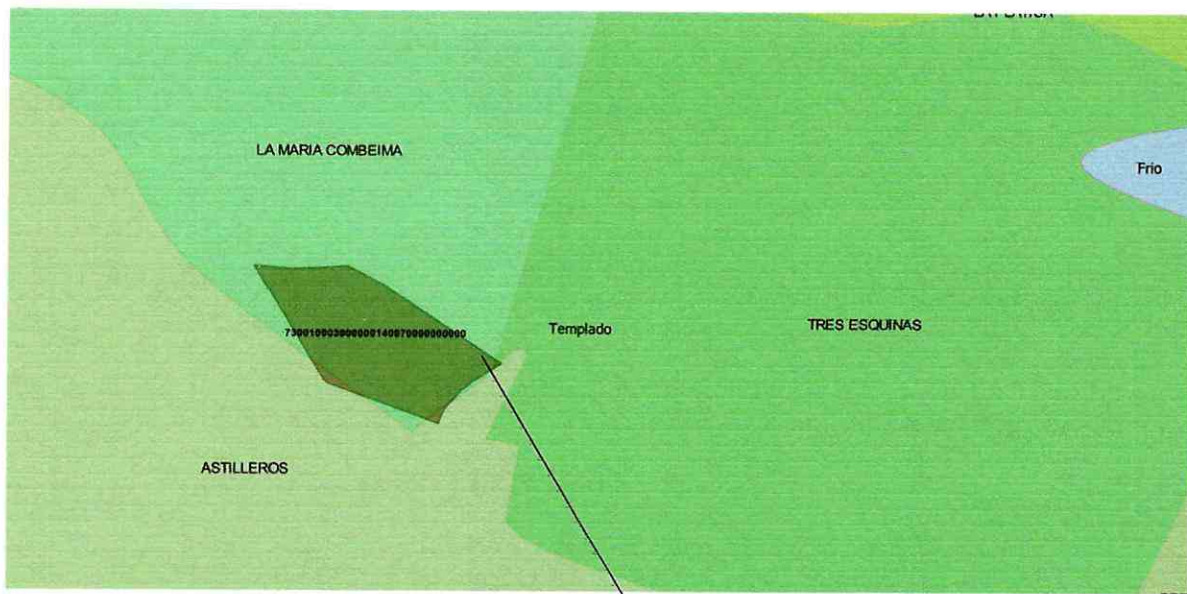 LA MARIA COMBEIMA
Frio
Templado
TRES ESQUINAS
ASTILLEROS